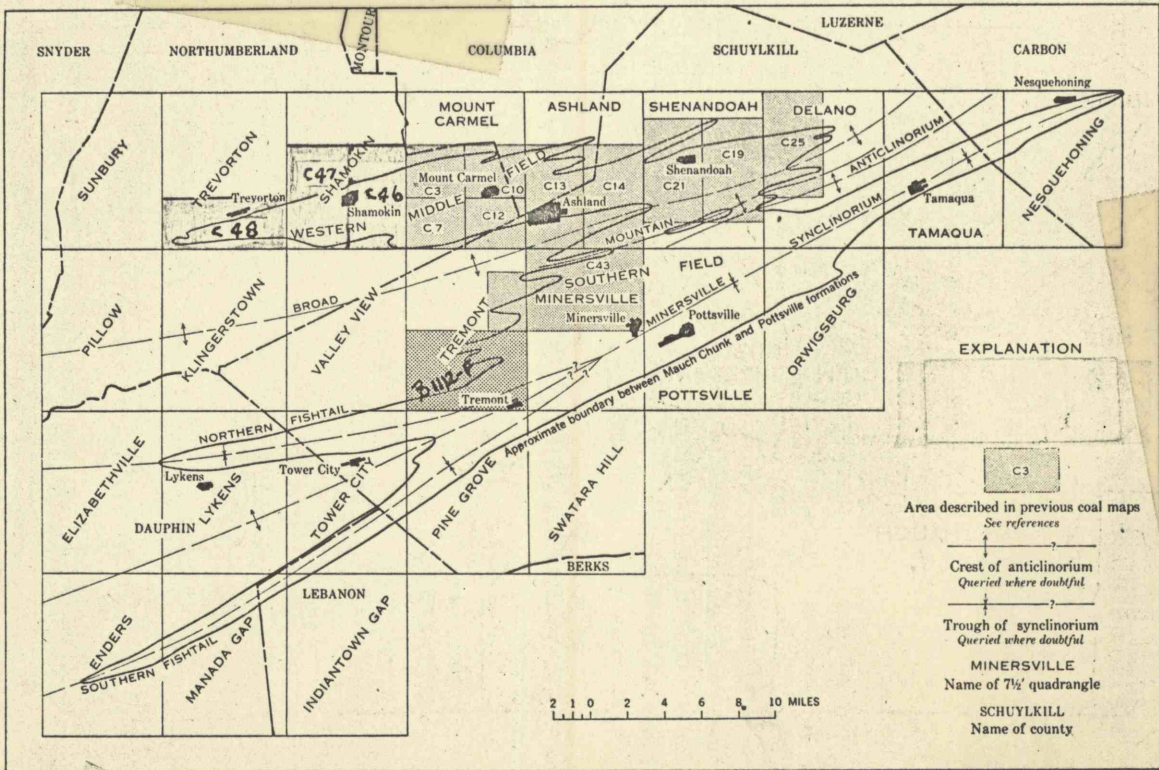 SNYDER
NORTHUMBERLAND
MONTOUR
COLUMBIA
LUZERNE
SCHUYLKILL
CARBON
SUNBURY
TREVORTON
SHAMOKIN
MOUNT
CARMEL
ASHLAND
SHENANDOAH
DELANO
Nesquehoning
NESQUEHONING
C47
C46
C48
Trevorton
Shamokin
WESTERN
MIDDLE
FIELD
Mount Carmel
C3
C10
C7
C12
C13
C14
Ashland
C21
C19
C25
Shenandoah
ANTICLINORIUM
SYNCLINORIUM
Tamaqua
TAMAQUA
PILLOW
KLINGERSTOWN
VALLEY VIEW
BROAD
MOUNTAIN
C43
SOUTHERN
FIELD
TREMONT
MINERSVILLE
Minersville
MINERSVILLE
Pottsville
ORWIGSBURG
B112-F
Tremont
Approximate boundary between Mauch Chunk and Pottsville formations
POTTSVILLE
NORTHERN FISHTAIL
Lykens
Tower City
ELIZABETHVILLE
LYKENS
TOWER CITY
PINE GROVE
SWATARA HILL
DAUPHIN
BERKS
LEBANON
ENDERS
SOUTHERN FISHTAIL
MANADA GAP
INDIANTOWN GAP
? ?
2 1 0 2 4 6 8 10 MILES
EXPLANATION
C3
Area described in previous coal maps
See references
?
Crest of anticlinorium
Queried where doubtful
?
Trough of synclinorium
Queried where doubtful
MINERSVILLE
Name of 7½' quadrangle
SCHUYLKILL
Name of county